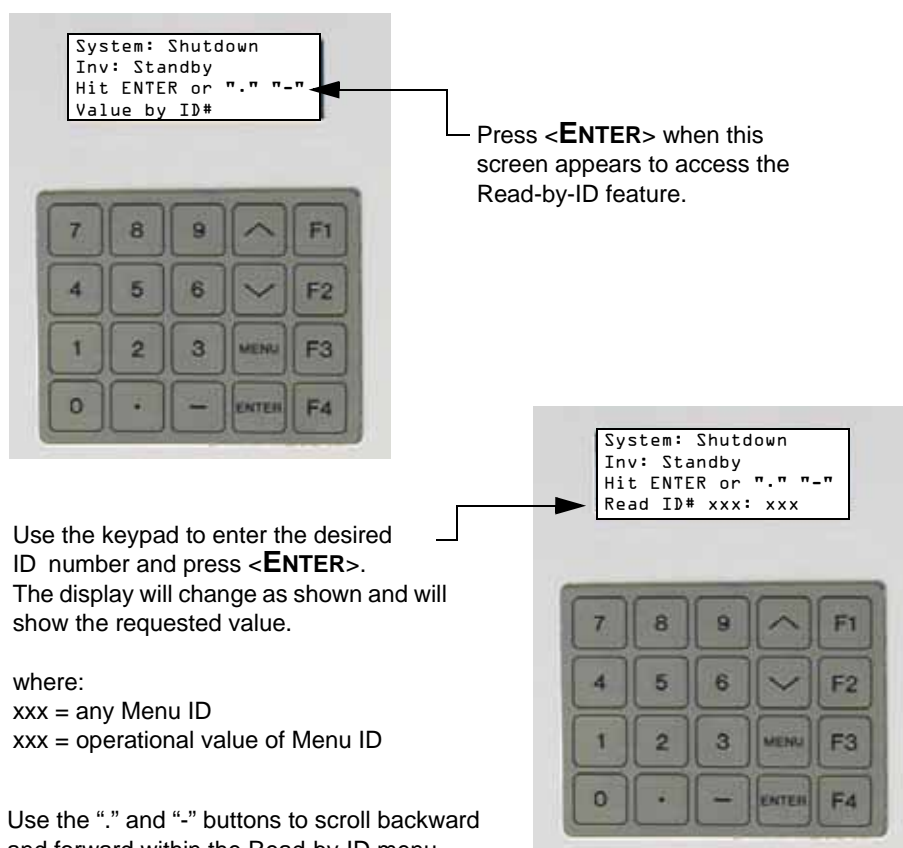 System: Shutdown
Inv: Standby
Hit ENTER or "." "-"
Value by ID#
Press <ENTER> when this
screen appears to access the
Read-by-ID feature.
7 8 9 F1
4 5 6 F2
1 2 3 MENU F3
0 . - ENTER F4
System: Shutdown
Inv: Standby
Hit ENTER or "." "-"
Read ID# xxx: xxx
Use the keypad to enter the desired
ID number and press <ENTER>.
The display will change as shown and will
show the requested value.
where:
xxx = any Menu ID
xxx = operational value of Menu ID
7 8 9 F1
4 5 6 F2
1 2 3 MENU F3
0 . - ENTER F4
Use the “.” and “-” buttons to scroll backward
and forward within the Read-by-ID menu